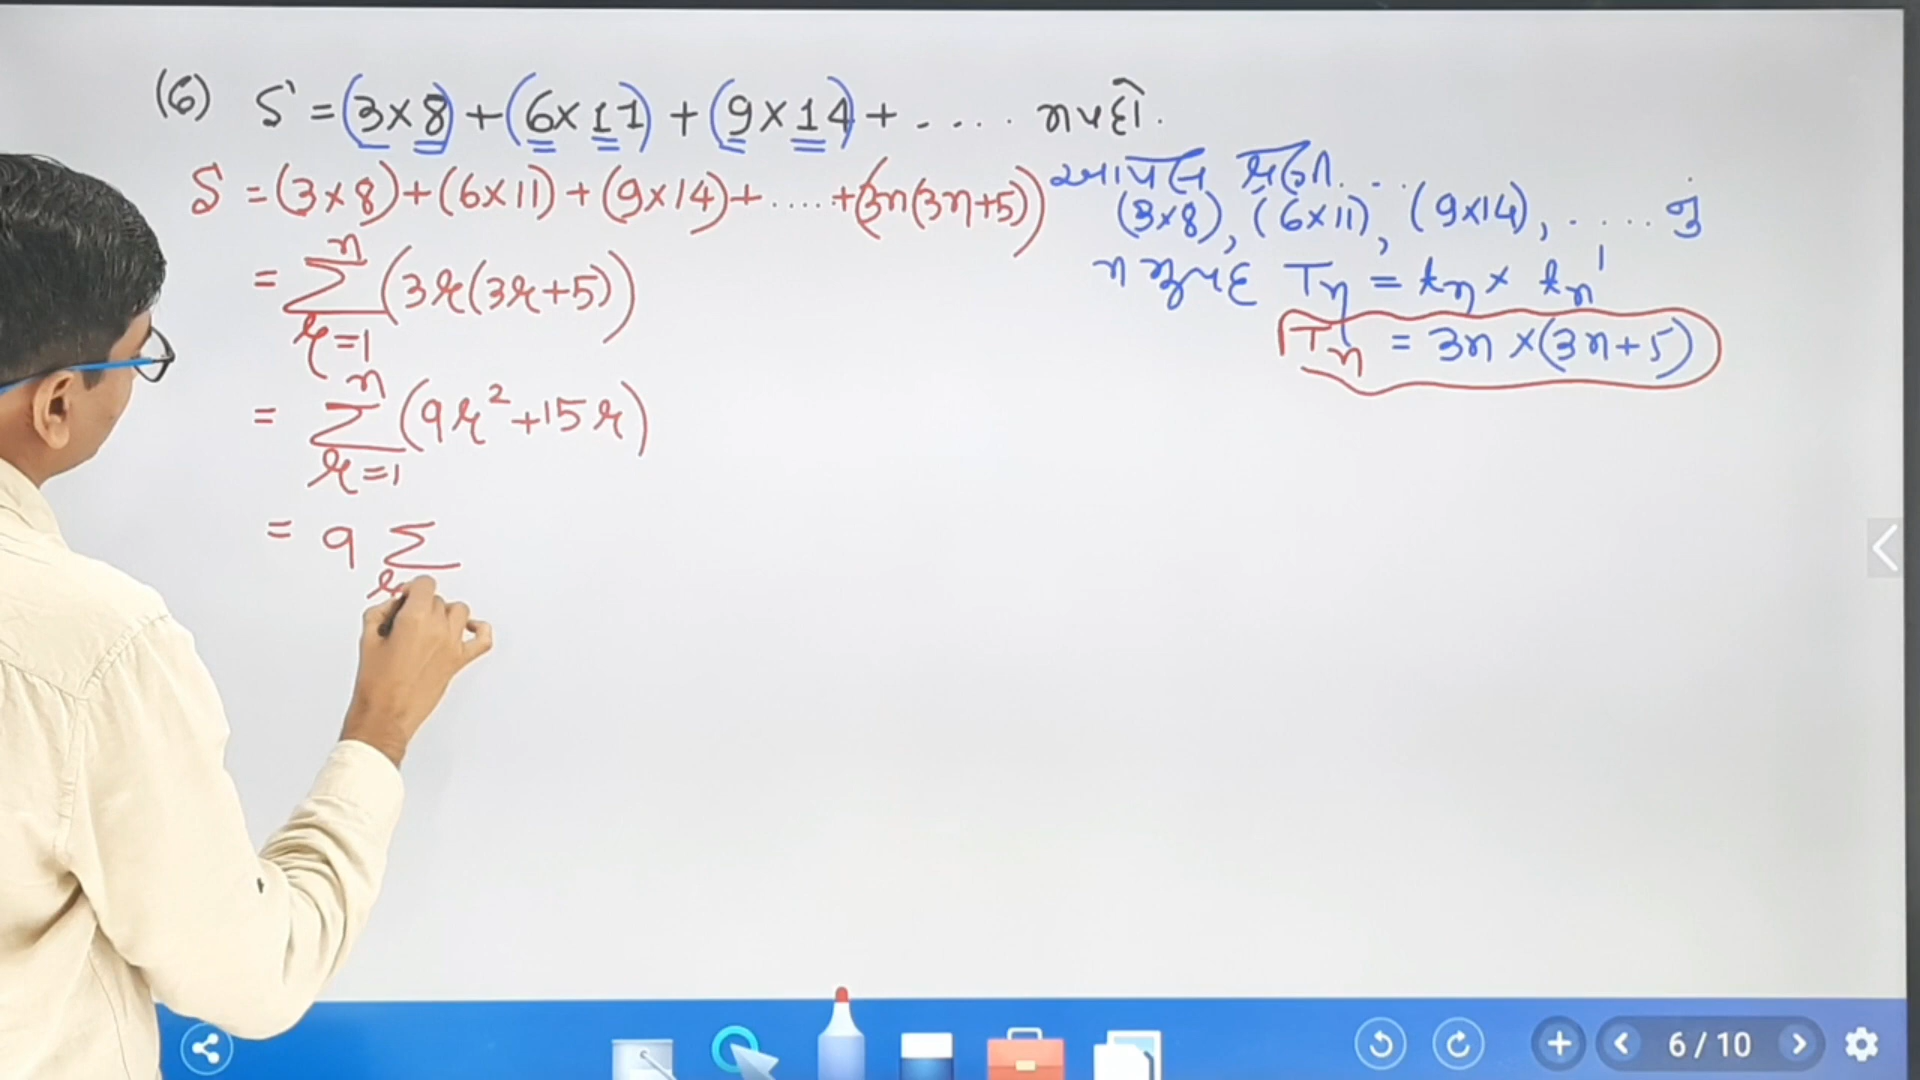 (6) S = (3×8) + (6×11) + (9×14) + .... ન પદો.
S = (3×8)+(6×11)+(9×14)+.....+(3n(3n+5))
= n∑r=1 (3r(3r+5))
= n∑r=1 (9r²+15r)
= 9 ∑ r
આપેલ શ્રેણી...
(3×8), (6×11), (9×14), .... નું
n મું પદ Tn = tn × tn'
Tn = 3n ×(3n+5)
6 / 10